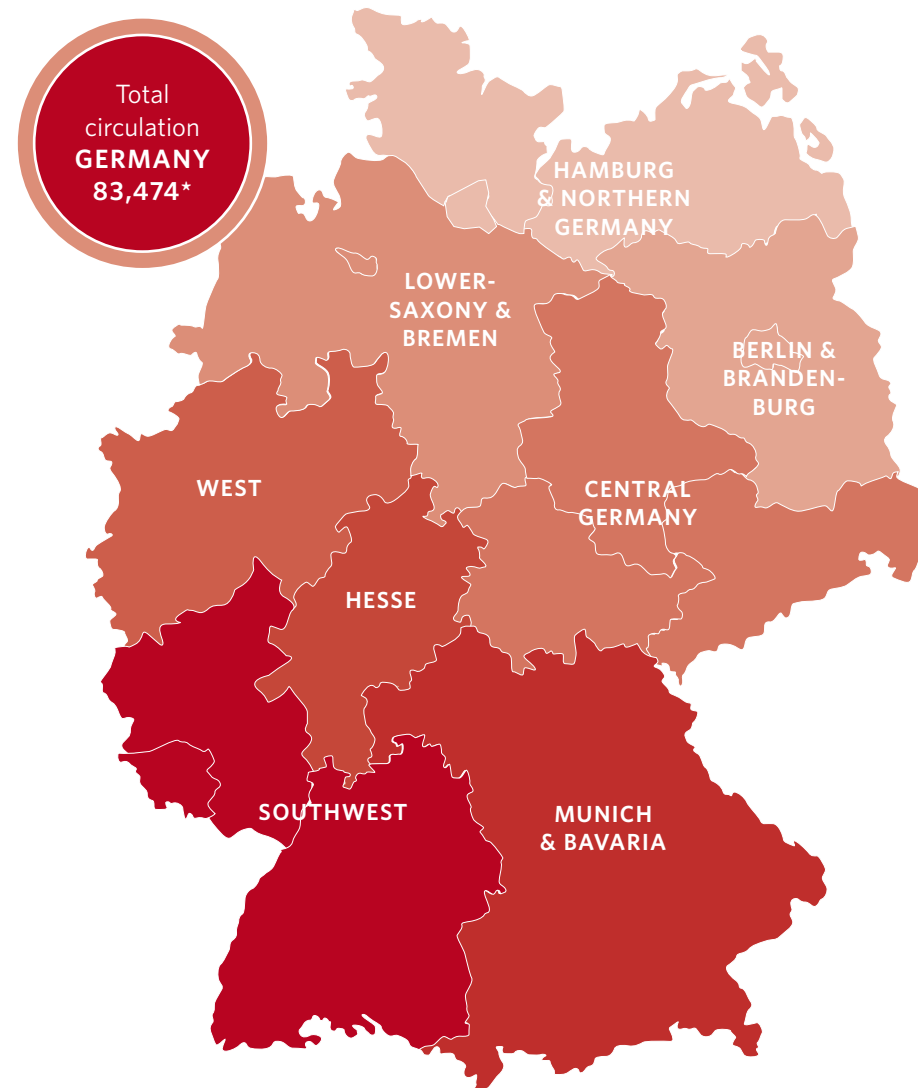 Total
circulation
GERMANY
83,474*
HAMBURG
& NORTHERN
GERMANY
LOWER-
SAXONY &
BREMEN
BERLIN &
BRANDEN-
BURG
WEST
CENTRAL
GERMANY
HESSE
SOUTHWEST
MUNICH
& BAVARIA